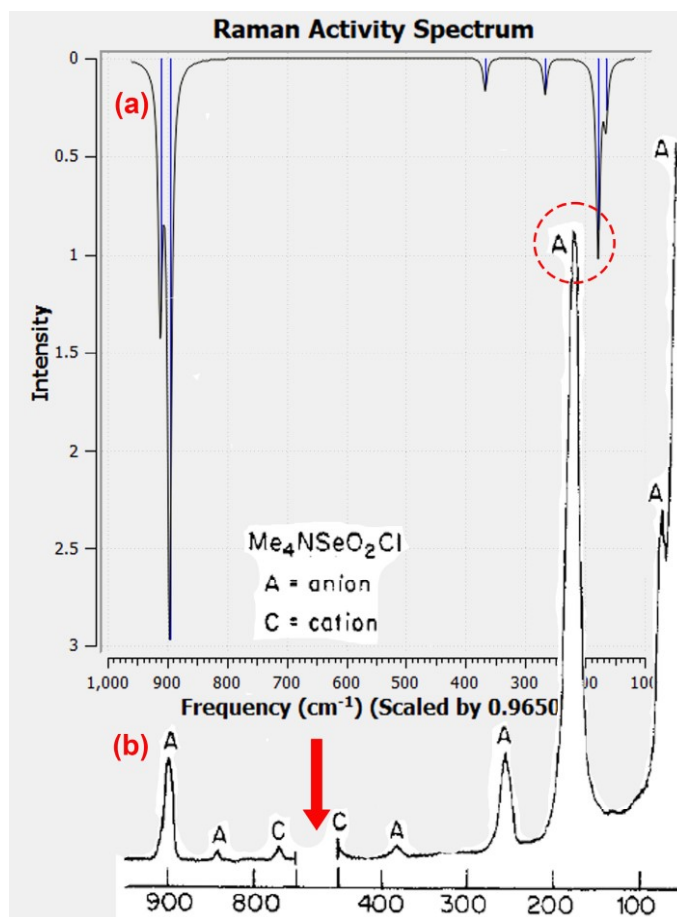 Raman Activity Spectrum
0
(a)
A
0.5
A
1
1.5
Intensity
2
A
2.5
Me₄NSeO₂Cl
A = anion
C = cation
3
1,000 900 800 700 600 500 400 300 200 100
Frequency (cm⁻¹) (Scaled by 0.9650
(b)
A
A
C
C
A
A
900 800 400 300 200 100